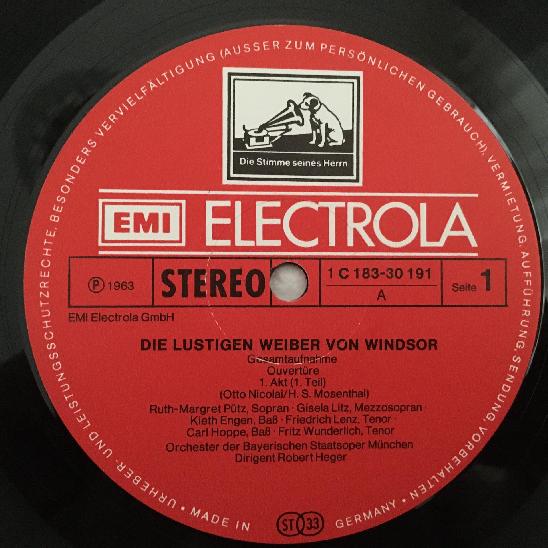 URHEBER- UND LEISTUNGSSCHUTZRECHTE, BESONDERS VERVIELFÄLTIGUNG (AUSSER ZUM PERSÖNLICHEN GEBRAUCH), VERMIETUNG, AUFFÜHRUNG, SENDUNG, VORBEHALTEN • MADE IN GERMANY •
Die Stimme seines Herrn
EMI ELECTROLA
Ⓟ 1963
STEREO
1 C 183-30 191
A
Seite 1
EMI Electrola GmbH
DIE LUSTIGEN WEIBER VON WINDSOR
Gesamtaufnahme
Ouvertüre
1. Akt (1. Teil)
(Otto Nicolai/H. S. Mosenthal)
Ruth-Margret Pütz, Sopran · Gisela Litz, Mezzosopran
Kieth Engen, Baß · Friedrich Lenz, Tenor
Carl Hoppe, Baß · Fritz Wunderlich, Tenor
Orchester der Bayerischen Staatsoper München
Dirigent Robert Heger
ST 33